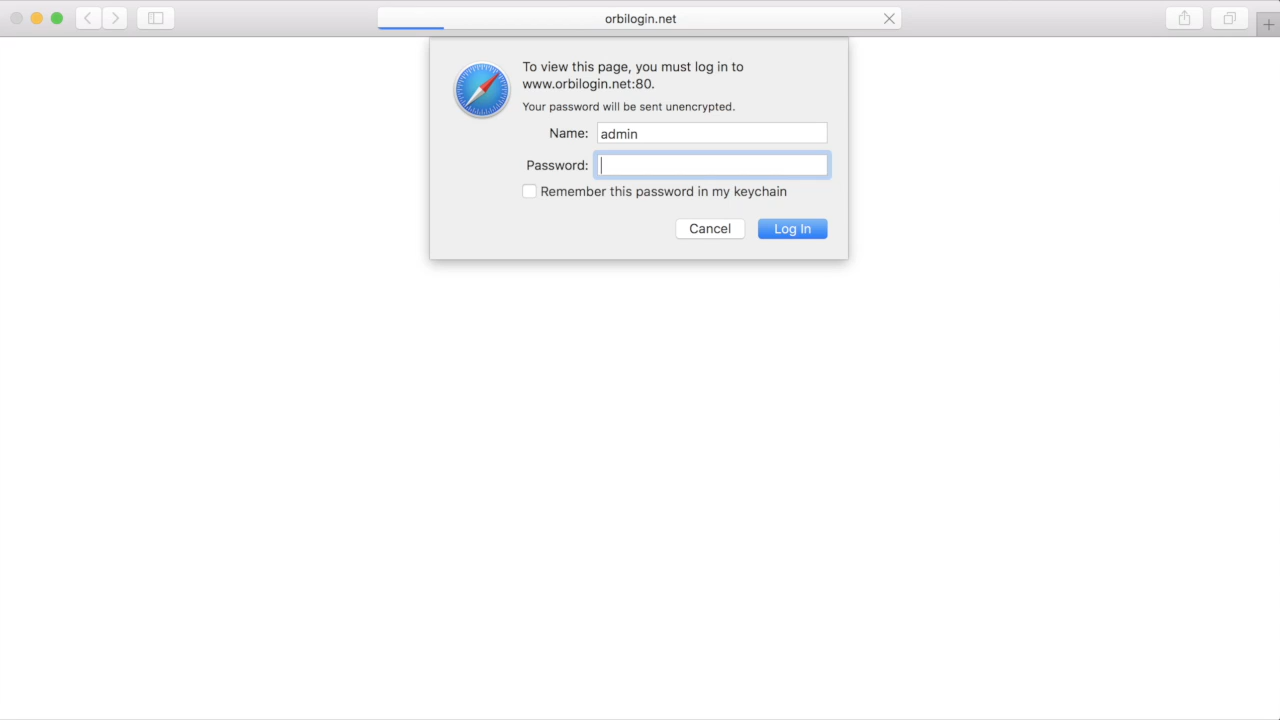 orbilogin.net
To view this page, you must log in to
www.orbilogin.net:80.
Your password will be sent unencrypted.
Name: admin
Password:
Remember this password in my keychain
Cancel Log In